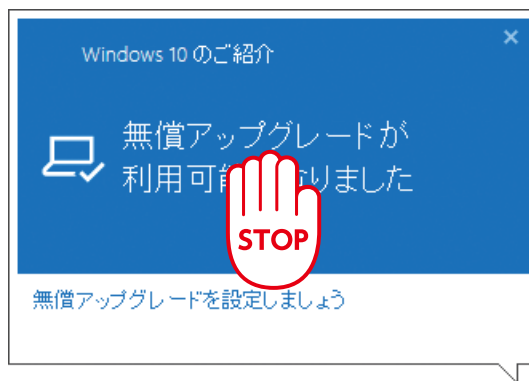 Windows 10 のご紹介
無償アップグレードが
利用可 りました
STOP
無償アップグレードを設定しましょう